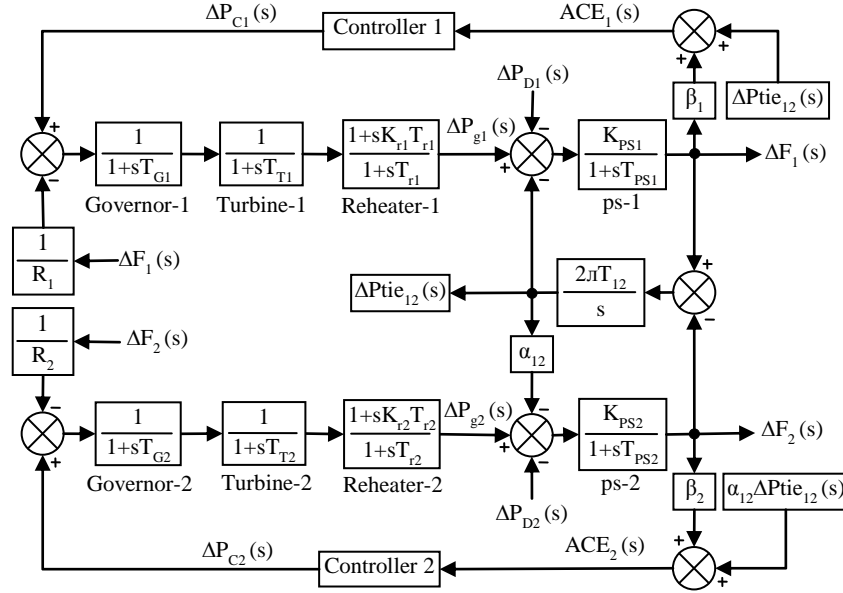 ΔP_C1(s)
Controller 1
ACE_1(s)
+
+
+
ΔP_D1(s)
β_1
ΔPtie_12(s)
+
−
1
1+sT_G1
Governor-1
1
1+sT_T1
Turbine-1
1+sK_r1T_r1
1+sT_r1
Reheater-1
ΔP_g1(s)
−
+
−
K_PS1
1+sT_PS1
ps-1
ΔF_1(s)
1
R_1
ΔF_1(s)
ΔPtie_12(s)
2πT_12
s
+
−
1
R_2
ΔF_2(s)
α_12
−
+
1
1+sT_G2
Governor-2
1
1+sT_T2
Turbine-2
1+sK_r2T_r2
1+sT_r2
Reheater-2
ΔP_g2(s)
−
+
−
K_PS2
1+sT_PS2
ps-2
ΔF_2(s)
ΔP_D2(s)
β_2
α_12ΔPtie_12(s)
ΔP_C2(s)
Controller 2
ACE_2(s)
+
+